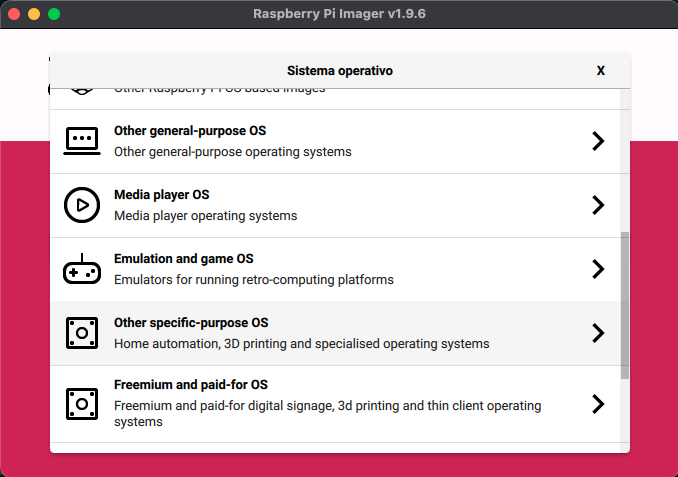 Raspberry Pi Imager v1.9.6
Sistema operativo
X
Other Raspberry Pi OS based images
Other general-purpose OS
Other general-purpose operating systems
Media player OS
Media player operating systems
Emulation and game OS
Emulators for running retro-computing platforms
Other specific-purpose OS
Home automation, 3D printing and specialised operating systems
Freemium and paid-for OS
Freemium and paid-for digital signage, 3d printing and thin client operating
systems